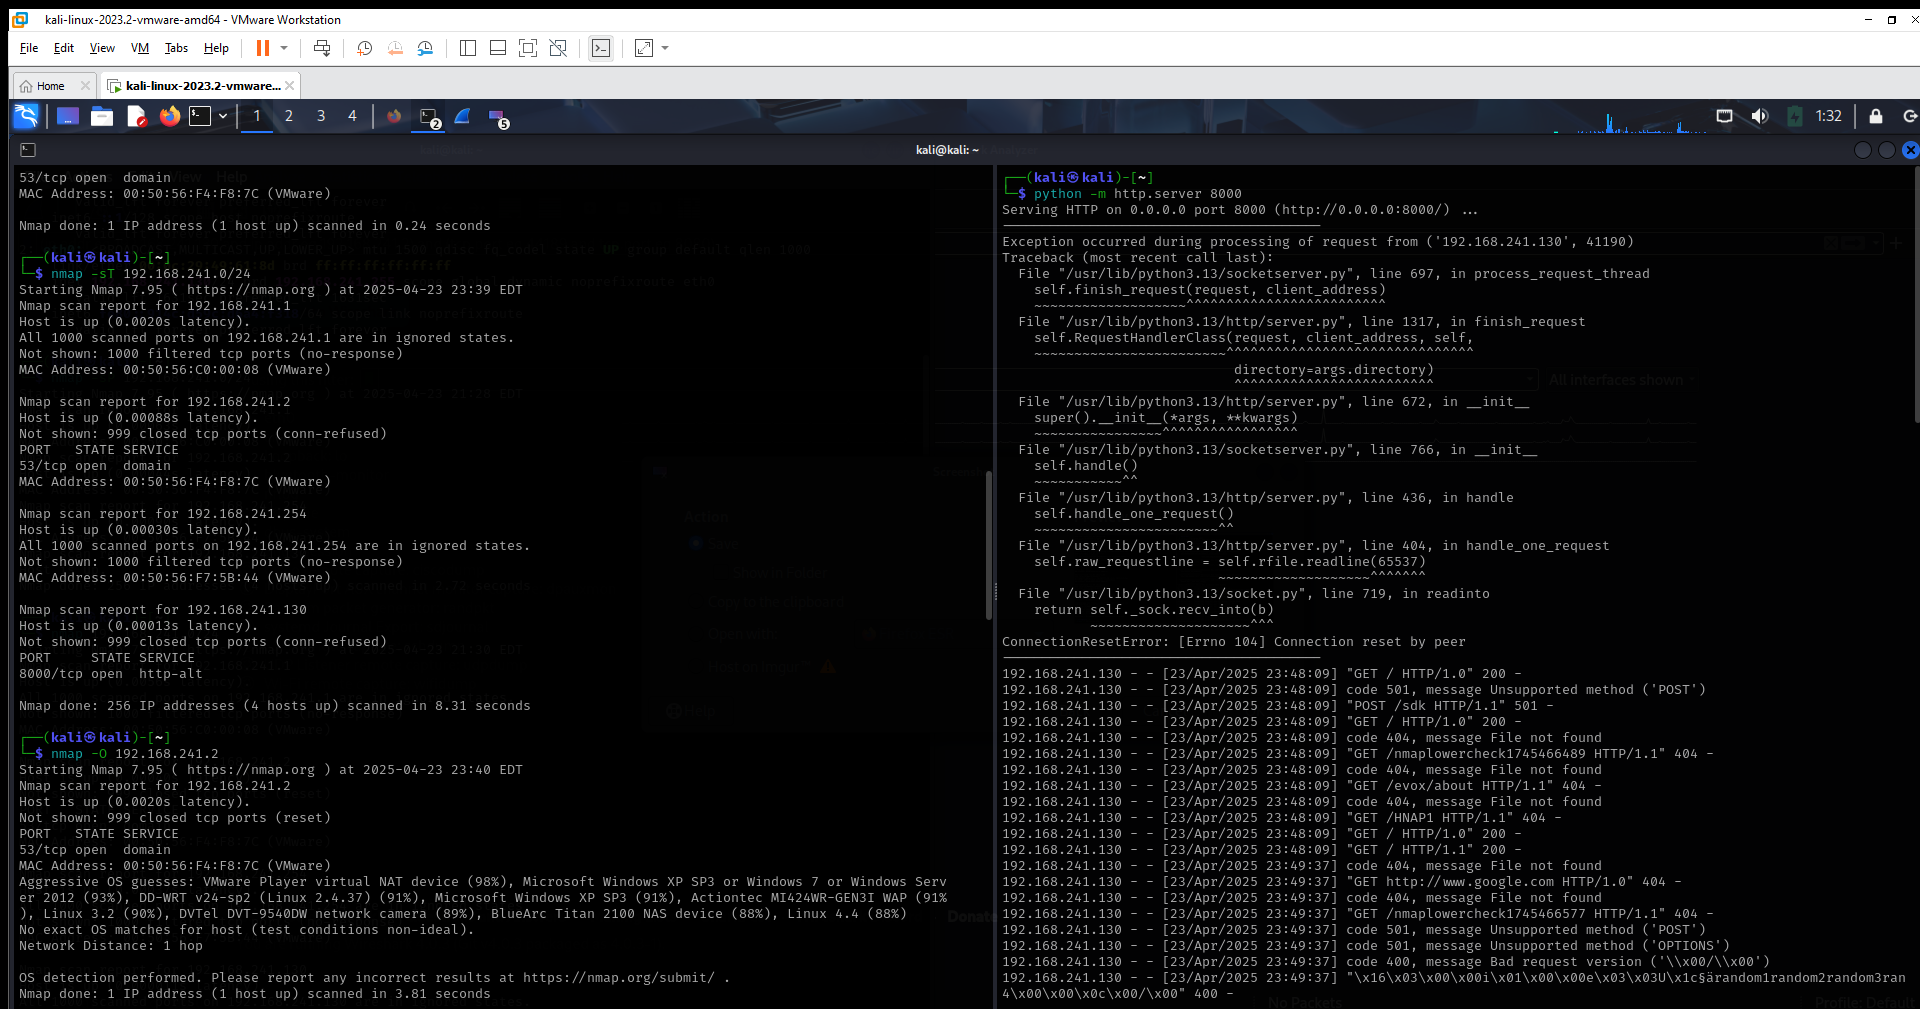 kali-linux-2023.2-vmware-amd64 - VMware Workstation
File Edit View VM Tabs Help
Home
kali-linux-2023.2-vmware...
1 2 3 4
2
5
1:32
kali@kali: ~
53/tcp open  domain
MAC Address: 00:50:56:F4:F8:7C (VMware)
Nmap done: 1 IP address (1 host up) scanned in 0.24 seconds
┌──(kali㉿kali)-[~]
└─$ nmap -sT 192.168.241.0/24
Starting Nmap 7.95 ( https://nmap.org ) at 2025-04-23 23:39 EDT
Nmap scan report for 192.168.241.1
Host is up (0.0020s latency).
All 1000 scanned ports on 192.168.241.1 are in ignored states.
Not shown: 1000 filtered tcp ports (no-response)
MAC Address: 00:50:56:C0:00:08 (VMware)
Nmap scan report for 192.168.241.2
Host is up (0.00088s latency).
Not shown: 999 closed tcp ports (conn-refused)
PORT   STATE SERVICE
53/tcp open  domain
MAC Address: 00:50:56:F4:F8:7C (VMware)
Nmap scan report for 192.168.241.254
Host is up (0.00030s latency).
All 1000 scanned ports on 192.168.241.254 are in ignored states.
Not shown: 1000 filtered tcp ports (no-response)
MAC Address: 00:50:56:F7:5B:44 (VMware)
Nmap scan report for 192.168.241.130
Host is up (0.00013s latency).
Not shown: 999 closed tcp ports (conn-refused)
PORT     STATE SERVICE
8000/tcp open  http-alt
Nmap done: 256 IP addresses (4 hosts up) scanned in 8.31 seconds
┌──(kali㉿kali)-[~]
└─$ nmap -O 192.168.241.2
Starting Nmap 7.95 ( https://nmap.org ) at 2025-04-23 23:40 EDT
Nmap scan report for 192.168.241.2
Host is up (0.0020s latency).
Not shown: 999 closed tcp ports (reset)
PORT   STATE SERVICE
53/tcp open  domain
MAC Address: 00:50:56:F4:F8:7C (VMware)
Aggressive OS guesses: VMware Player virtual NAT device (98%), Microsoft Windows XP SP3 or Windows 7 or Windows Serv
er 2012 (93%), DD-WRT v24-sp2 (Linux 2.4.37) (91%), Microsoft Windows XP SP3 (91%), Actiontec MI424WR-GEN3I WAP (91%
), Linux 3.2 (90%), DVTel DVT-9540DW network camera (89%), BlueArc Titan 2100 NAS device (88%), Linux 4.4 (88%)
No exact OS matches for host (test conditions non-ideal).
Network Distance: 1 hop
OS detection performed. Please report any incorrect results at https://nmap.org/submit/ .
Nmap done: 1 IP address (1 host up) scanned in 3.81 seconds
┌──(kali㉿kali)-[~]
└─$ python -m http.server 8000
Serving HTTP on 0.0.0.0 port 8000 (http://0.0.0.0:8000/) ...
----------------------------------------
Exception occurred during processing of request from ('192.168.241.130', 41190)
Traceback (most recent call last):
  File "/usr/lib/python3.13/socketserver.py", line 697, in process_request_thread
    self.finish_request(request, client_address)
    ~~~~~~~~~~~~~~~~~~~^^^^^^^^^^^^^^^^^^^^^^^^^
  File "/usr/lib/python3.13/http/server.py", line 1317, in finish_request
    self.RequestHandlerClass(request, client_address, self,
    ~~~~~~~~~~~~~~~~~~~~~~~~^^^^^^^^^^^^^^^^^^^^^^^^^^^^^^^
                             directory=args.directory)
                             ^^^^^^^^^^^^^^^^^^^^^^^^^
  File "/usr/lib/python3.13/http/server.py", line 672, in __init__
    super().__init__(*args, **kwargs)
    ~~~~~~~~~~~~~~~~^^^^^^^^^^^^^^^^^
  File "/usr/lib/python3.13/socketserver.py", line 766, in __init__
    self.handle()
    ~~~~~~~~~~~^^
  File "/usr/lib/python3.13/http/server.py", line 436, in handle
    self.handle_one_request()
    ~~~~~~~~~~~~~~~~~~~~~~~^^
  File "/usr/lib/python3.13/http/server.py", line 404, in handle_one_request
    self.raw_requestline = self.rfile.readline(65537)
                           ~~~~~~~~~~~~~~~~~~~^^^^^^^
  File "/usr/lib/python3.13/socket.py", line 719, in readinto
    return self._sock.recv_into(b)
           ~~~~~~~~~~~~~~~~~~~~^^^
ConnectionResetError: [Errno 104] Connection reset by peer
----------------------------------------
192.168.241.130 - - [23/Apr/2025 23:48:09] "GET / HTTP/1.0" 200 -
192.168.241.130 - - [23/Apr/2025 23:48:09] code 501, message Unsupported method ('POST')
192.168.241.130 - - [23/Apr/2025 23:48:09] "POST /sdk HTTP/1.1" 501 -
192.168.241.130 - - [23/Apr/2025 23:48:09] "GET / HTTP/1.0" 200 -
192.168.241.130 - - [23/Apr/2025 23:48:09] code 404, message File not found
192.168.241.130 - - [23/Apr/2025 23:48:09] "GET /nmaplowercheck1745466489 HTTP/1.1" 404 -
192.168.241.130 - - [23/Apr/2025 23:48:09] code 404, message File not found
192.168.241.130 - - [23/Apr/2025 23:48:09] "GET /evox/about HTTP/1.1" 404 -
192.168.241.130 - - [23/Apr/2025 23:48:09] code 404, message File not found
192.168.241.130 - - [23/Apr/2025 23:48:09] "GET /HNAP1 HTTP/1.1" 404 -
192.168.241.130 - - [23/Apr/2025 23:48:09] "GET / HTTP/1.0" 200 -
192.168.241.130 - - [23/Apr/2025 23:48:09] "GET / HTTP/1.1" 200 -
192.168.241.130 - - [23/Apr/2025 23:49:37] code 404, message File not found
192.168.241.130 - - [23/Apr/2025 23:49:37] "GET http://www.google.com HTTP/1.0" 404 -
192.168.241.130 - - [23/Apr/2025 23:49:37] code 404, message File not found
192.168.241.130 - - [23/Apr/2025 23:49:37] "GET /nmaplowercheck1745466577 HTTP/1.1" 404 -
192.168.241.130 - - [23/Apr/2025 23:49:37] code 501, message Unsupported method ('POST')
192.168.241.130 - - [23/Apr/2025 23:49:37] code 501, message Unsupported method ('OPTIONS')
192.168.241.130 - - [23/Apr/2025 23:49:37] code 400, message Bad request version ('\\x00/\\x00')
192.168.241.130 - - [23/Apr/2025 23:49:37] "\x16\x03\x00\x00i\x01\x00\x00e\x03\x03U\x1c§ärandom1random2random3ran
4\x00\x00\x0c\x00/\x00" 400 -